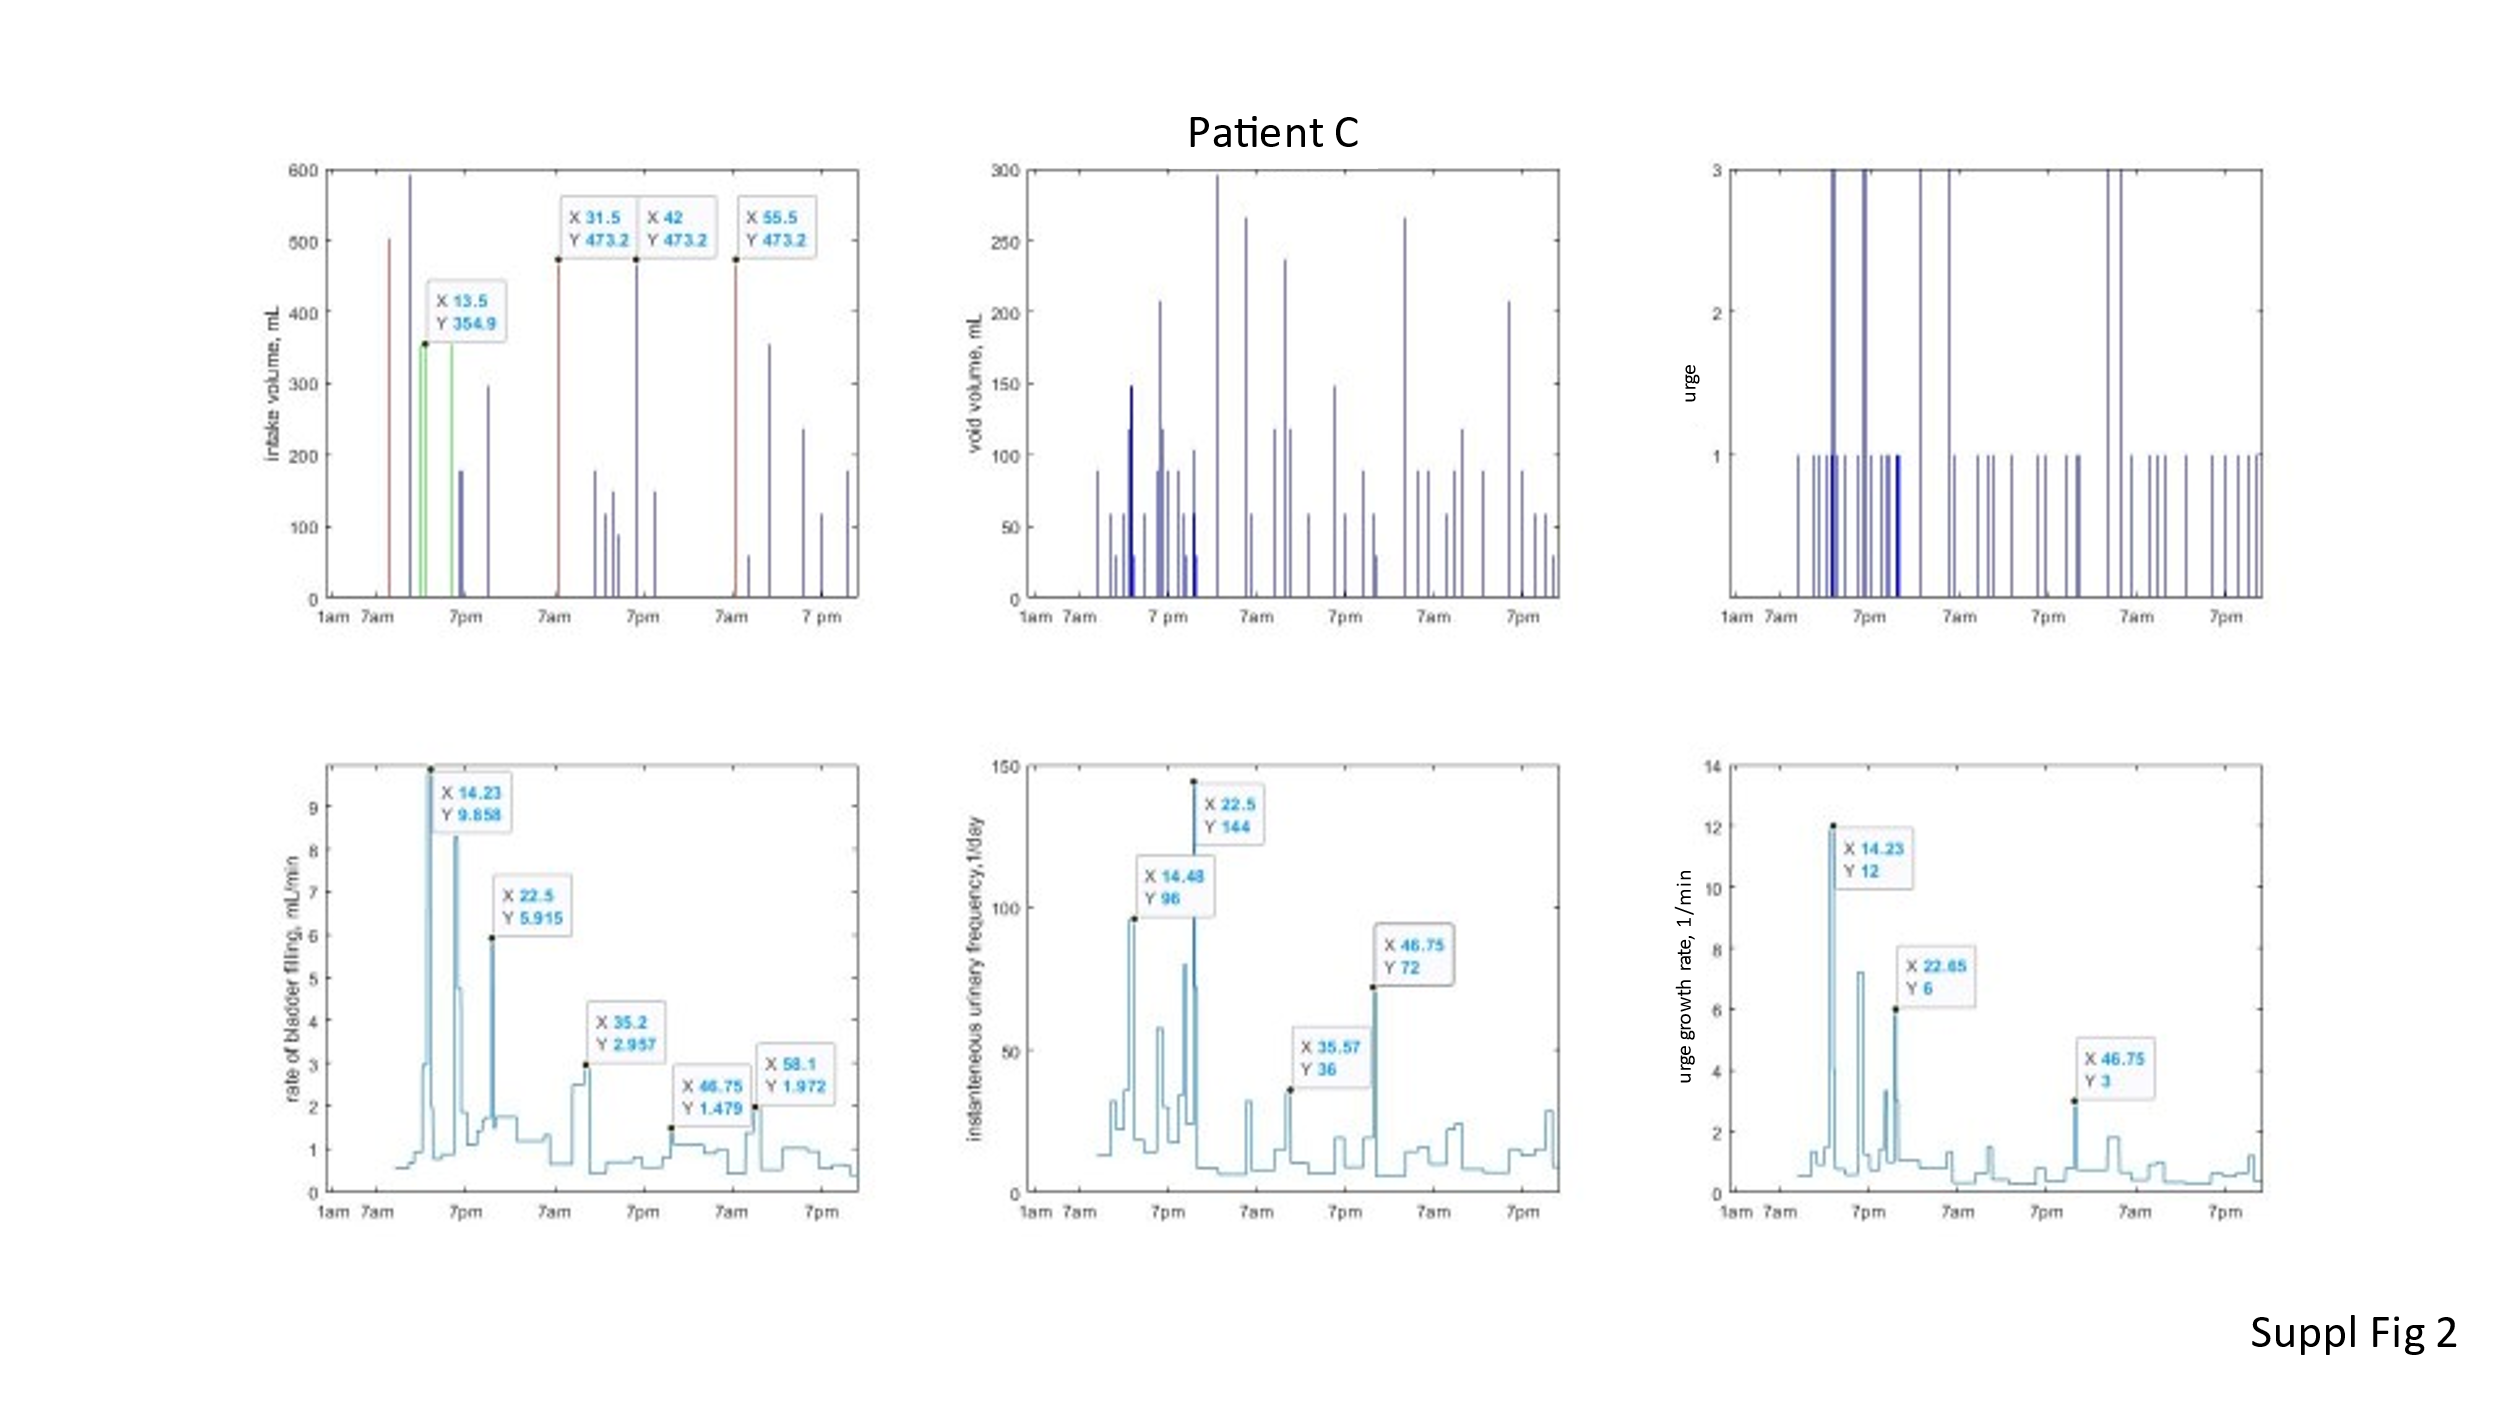 Patient C
600
500
400
300
200
100
0
intake volume, mL
X 13.5
Y 354.9
X 31.5
Y 473.2
X 42
Y 473.2
X 55.5
Y 473.2
1am 7am 7pm 7am 7pm 7am 7 pm
300
250
200
150
100
50
0
void volume, mL
1am 7am 7 pm 7am 7pm 7am 7pm
3
2
1
urge
1am 7am 7pm 7am 7pm 7am 7pm
9
8
7
6
5
4
3
2
1
0
rate of bladder filling, mL/min
X 14.23
Y 9.858
X 22.5
Y 5.915
X 35.2
Y 2.957
X 46.75
Y 1.479
X 58.1
Y 1.972
1am 7am 7pm 7am 7pm 7am 7pm
150
100
50
0
instanteneous urinary frequency,1/day
X 22.5
Y 144
X 14.48
Y 96
X 46.75
Y 72
X 35.57
Y 36
1am 7am 7pm 7am 7pm 7am 7pm
14
12
10
8
6
4
2
0
urge growth rate, 1/min
X 14.23
Y 12
X 22.65
Y 6
X 46.75
Y 3
1am 7am 7pm 7am 7pm 7am 7pm
Suppl Fig 2